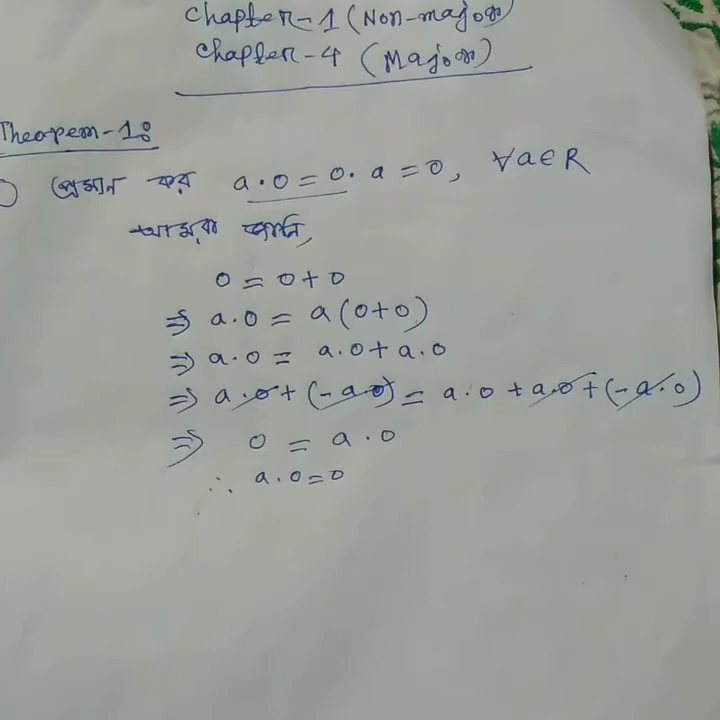 Chapter-1 (Non-major)
Chapter-4 (Major)
Theorem-1:
) প্রমান কর a.0 = 0.a = 0, ∀a∈R
আমরা জানি,
0 = 0+0
⇒ a.0 = a(0+0)
⇒ a.0 = a.0+a.0
⇒ a.0+(-a.0) = a.0+a.0+(-a.0)
⇒ 0 = a.0
∴ a.0=0